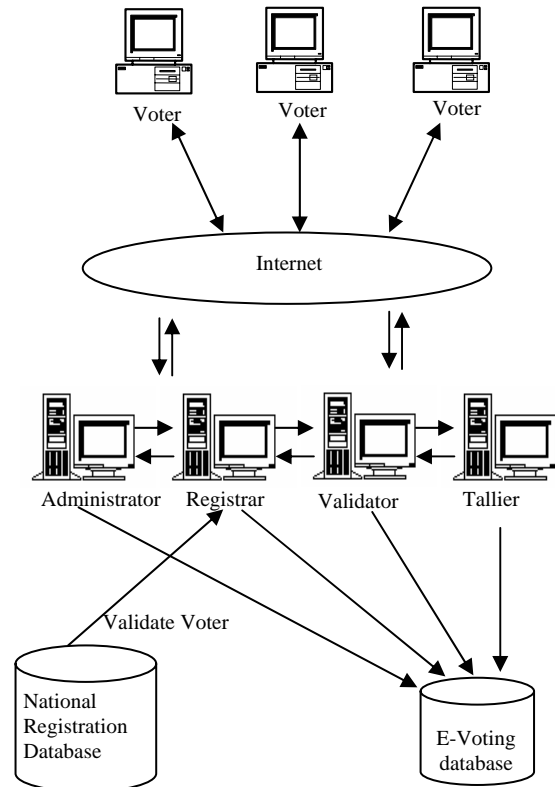 Voter
Voter
Voter
Internet
Administrator
Registrar
Validator
Tallier
Validate Voter
National
Registration
Database
E-Voting
database